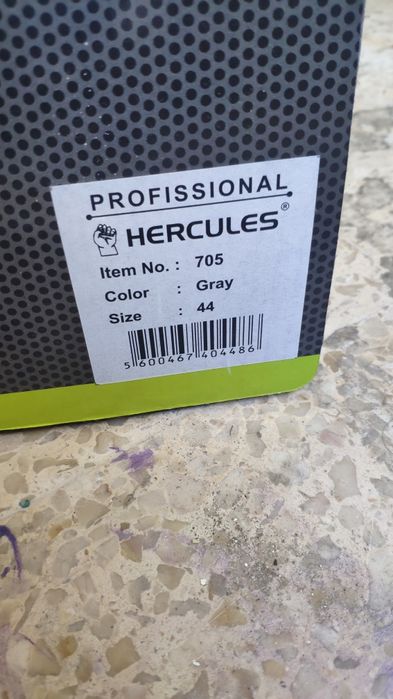 PROFISSIONAL
HERCULES®
Item No. : 705
Color : Gray
Size : 44
5 600467 404486